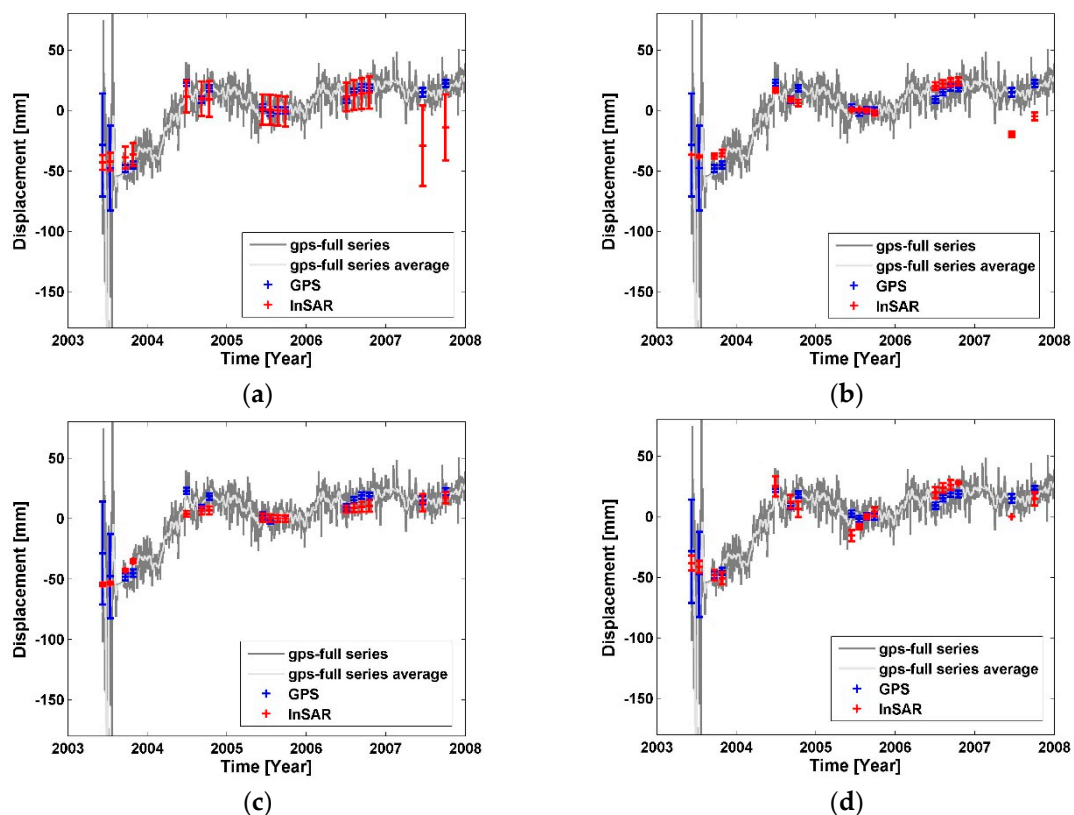 50
0
-50
-100
-150
Displacement [mm]
gps-full series
gps-full series average
GPS
InSAR
2003 2004 2005 2006 2007 2008
Time [Year]
(a)
50
0
-50
-100
-150
Displacement [mm]
gps-full series
gps-full series average
GPS
InSAR
2003 2004 2005 2006 2007 2008
Time [Year]
(b)
50
0
-50
-100
-150
Displacement [mm]
gps-full series
gps-full series average
GPS
InSAR
2003 2004 2005 2006 2007 2008
Time [Year]
(c)
50
0
-50
-100
-150
Displacement [mm]
gps-full series
gps-full series average
GPS
InSAR
2003 2004 2005 2006 2007 2008
Time [Year]
(d)